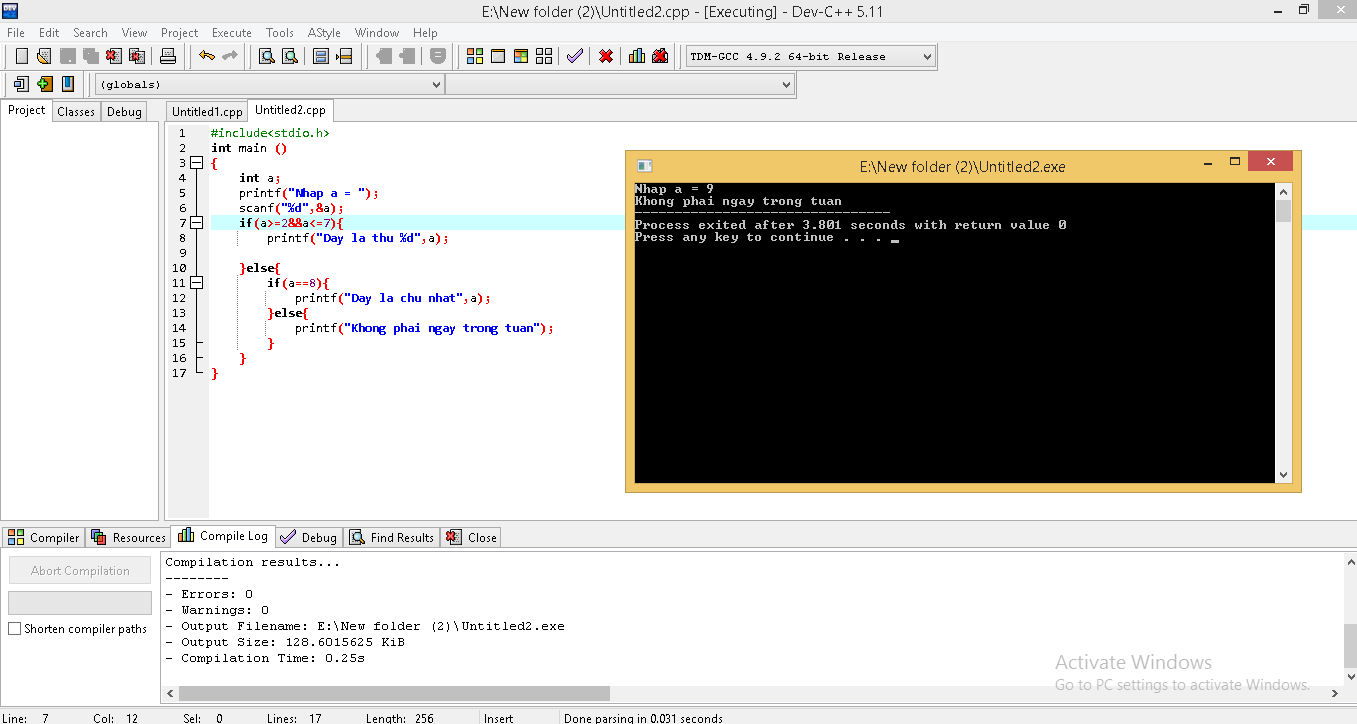 E:\New folder (2)\Untitled2.cpp - [Executing] - Dev-C++ 5.11
File Edit Search View Project Execute Tools AStyle Window Help
TDM-GCC 4.9.2 64-bit Release
(globals)
Project Classes Debug
Untitled1.cpp Untitled2.cpp
1 #include<stdio.h>
2 int main ()
3 {
4 int a;
5 printf("Nhap a = ");
6 scanf("%d",&a);
7 if(a>=2&&a<=7){
8 printf("Day la thu %d",a);
9
10 }else{
11 if(a==8){
12 printf("Day la chu nhat",a);
13 }else{
14 printf("Khong phai ngay trong tuan");
15 }
16 }
17 }
E:\New folder (2)\Untitled2.exe
Nhap a = 9
Khong phai ngay trong tuan
--------------------------------
Process exited after 3.801 seconds with return value 0
Press any key to continue . . . _
Compiler Resources Compile Log Debug Find Results Close
Abort Compilation
Shorten compiler paths
Compilation results...
--------
- Errors: 0
- Warnings: 0
- Output Filename: E:\New folder (2)\Untitled2.exe
- Output Size: 128.6015625 KiB
- Compilation Time: 0.25s
Activate Windows
Go to PC settings to activate Windows.
Line: 7 Col: 12 Sel: 0 Lines: 17 Length: 256 Insert Done parsing in 0.031 seconds